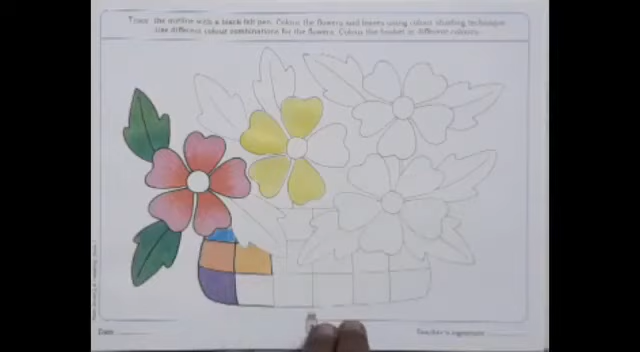 Trace the outline with a black felt pen. Colour the flowers and leaves using colour shading technique.
Use different colour combinations for the flowers. Colour the basket in different colours.
Date
Teacher's signature